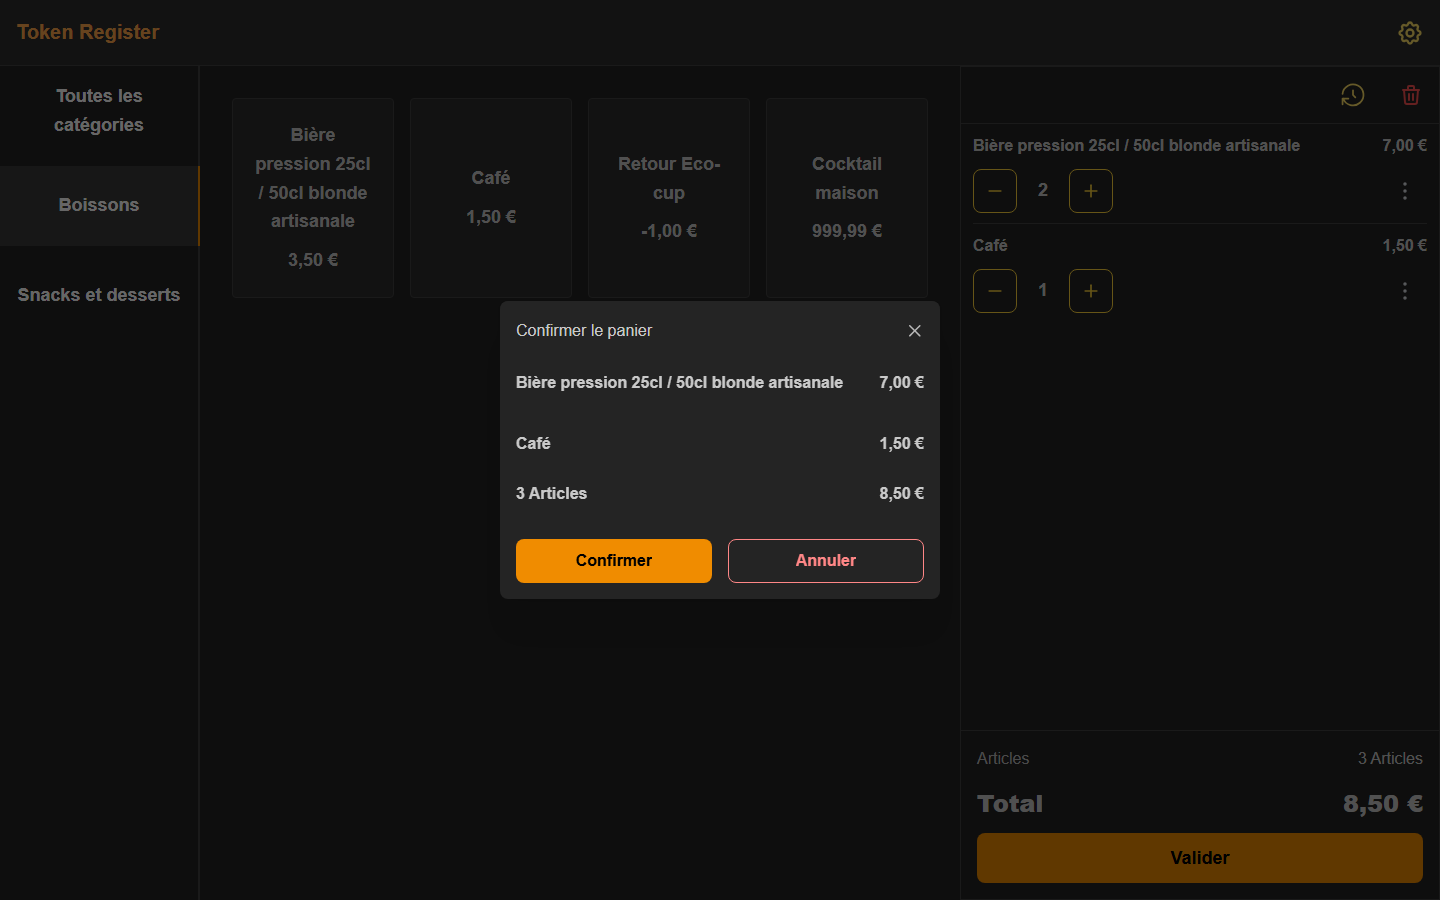 Token Register
Toutes les
catégories
Boissons
Snacks et desserts
Bière
pression 25cl
/ 50cl blonde
artisanale
3,50 €
Café
1,50 €
Retour Eco-
cup
-1,00 €
Cocktail
maison
999,99 €
Bière pression 25cl / 50cl blonde artisanale 7,00 €
2
Café 1,50 €
1
Confirmer le panier
Bière pression 25cl / 50cl blonde artisanale 7,00 €
Café 1,50 €
3 Articles 8,50 €
Confirmer Annuler
Articles 3 Articles
Total 8,50 €
Valider